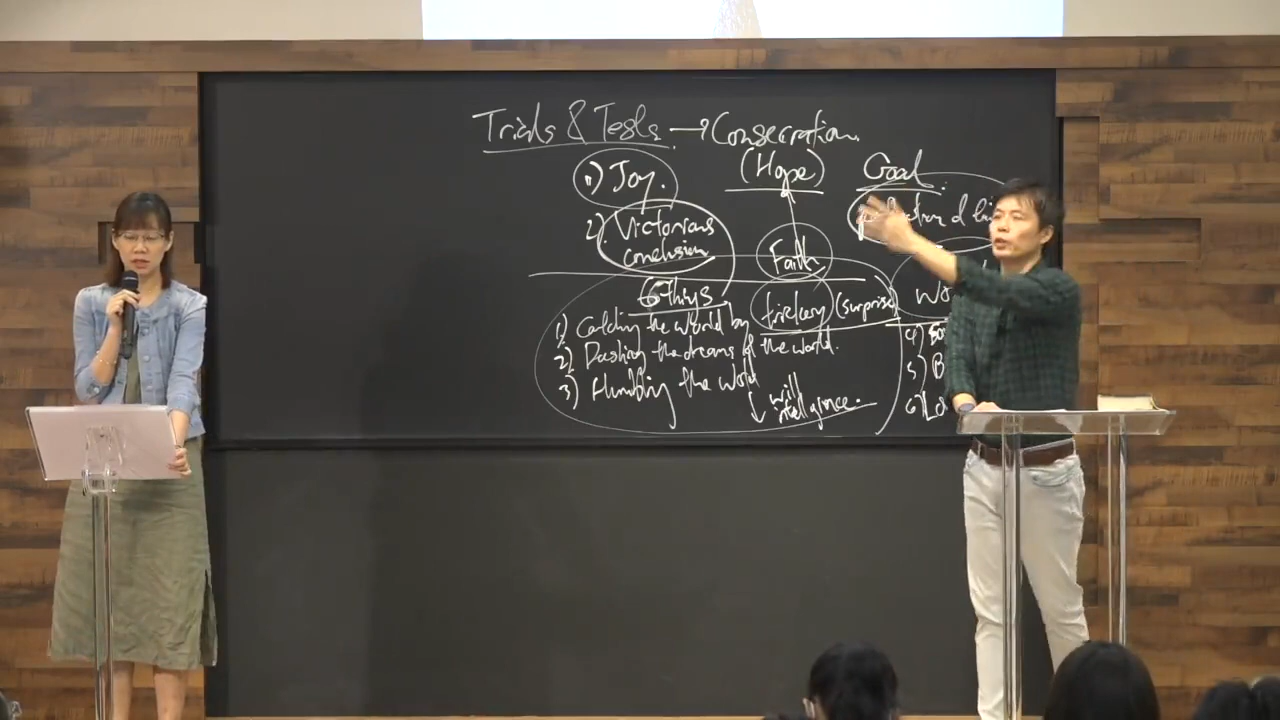 Trials & Tests → Consecration
(Hope)
Goal
1) Joy.
2) Victorious
conclusion
Faith
6 Things
trickery (surprise)
1) Catching the world by
2) Dashing the dreams of the world.
3) Humbling the world
↓ will
intelligence.
4)
5) B
6) Lo